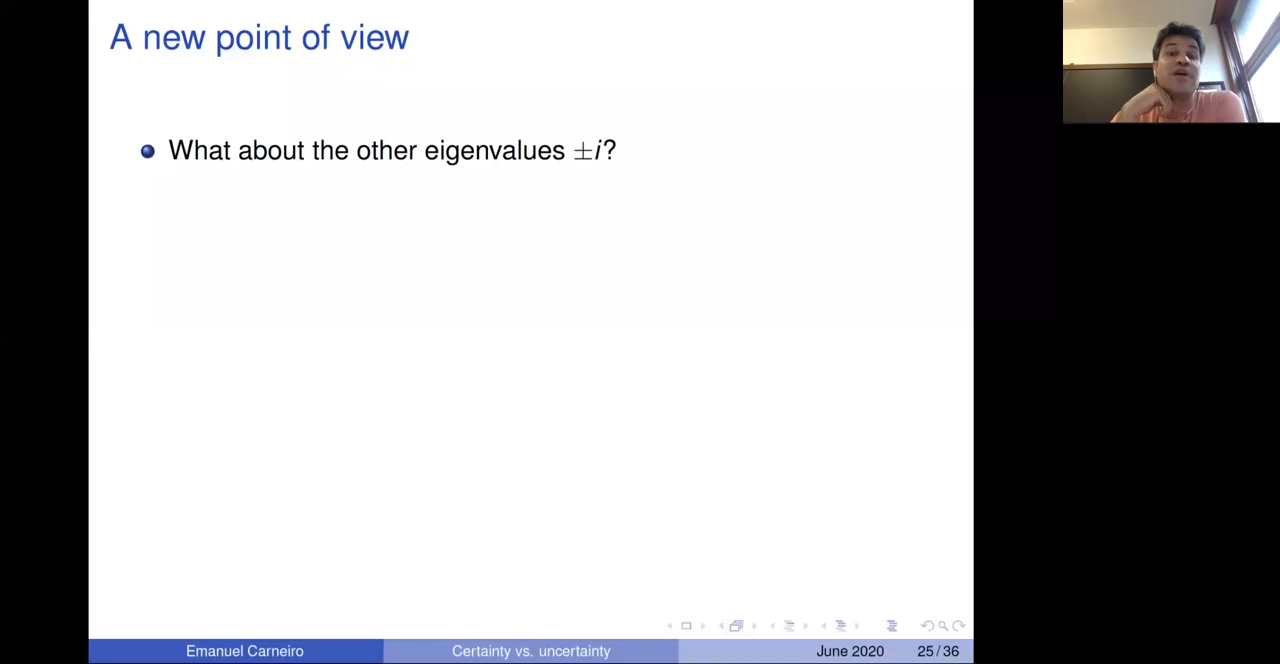 A new point of view
What about the other eigenvalues ±i?
Emanuel Carneiro
Certainty vs. uncertainty
June 2020
25 / 36